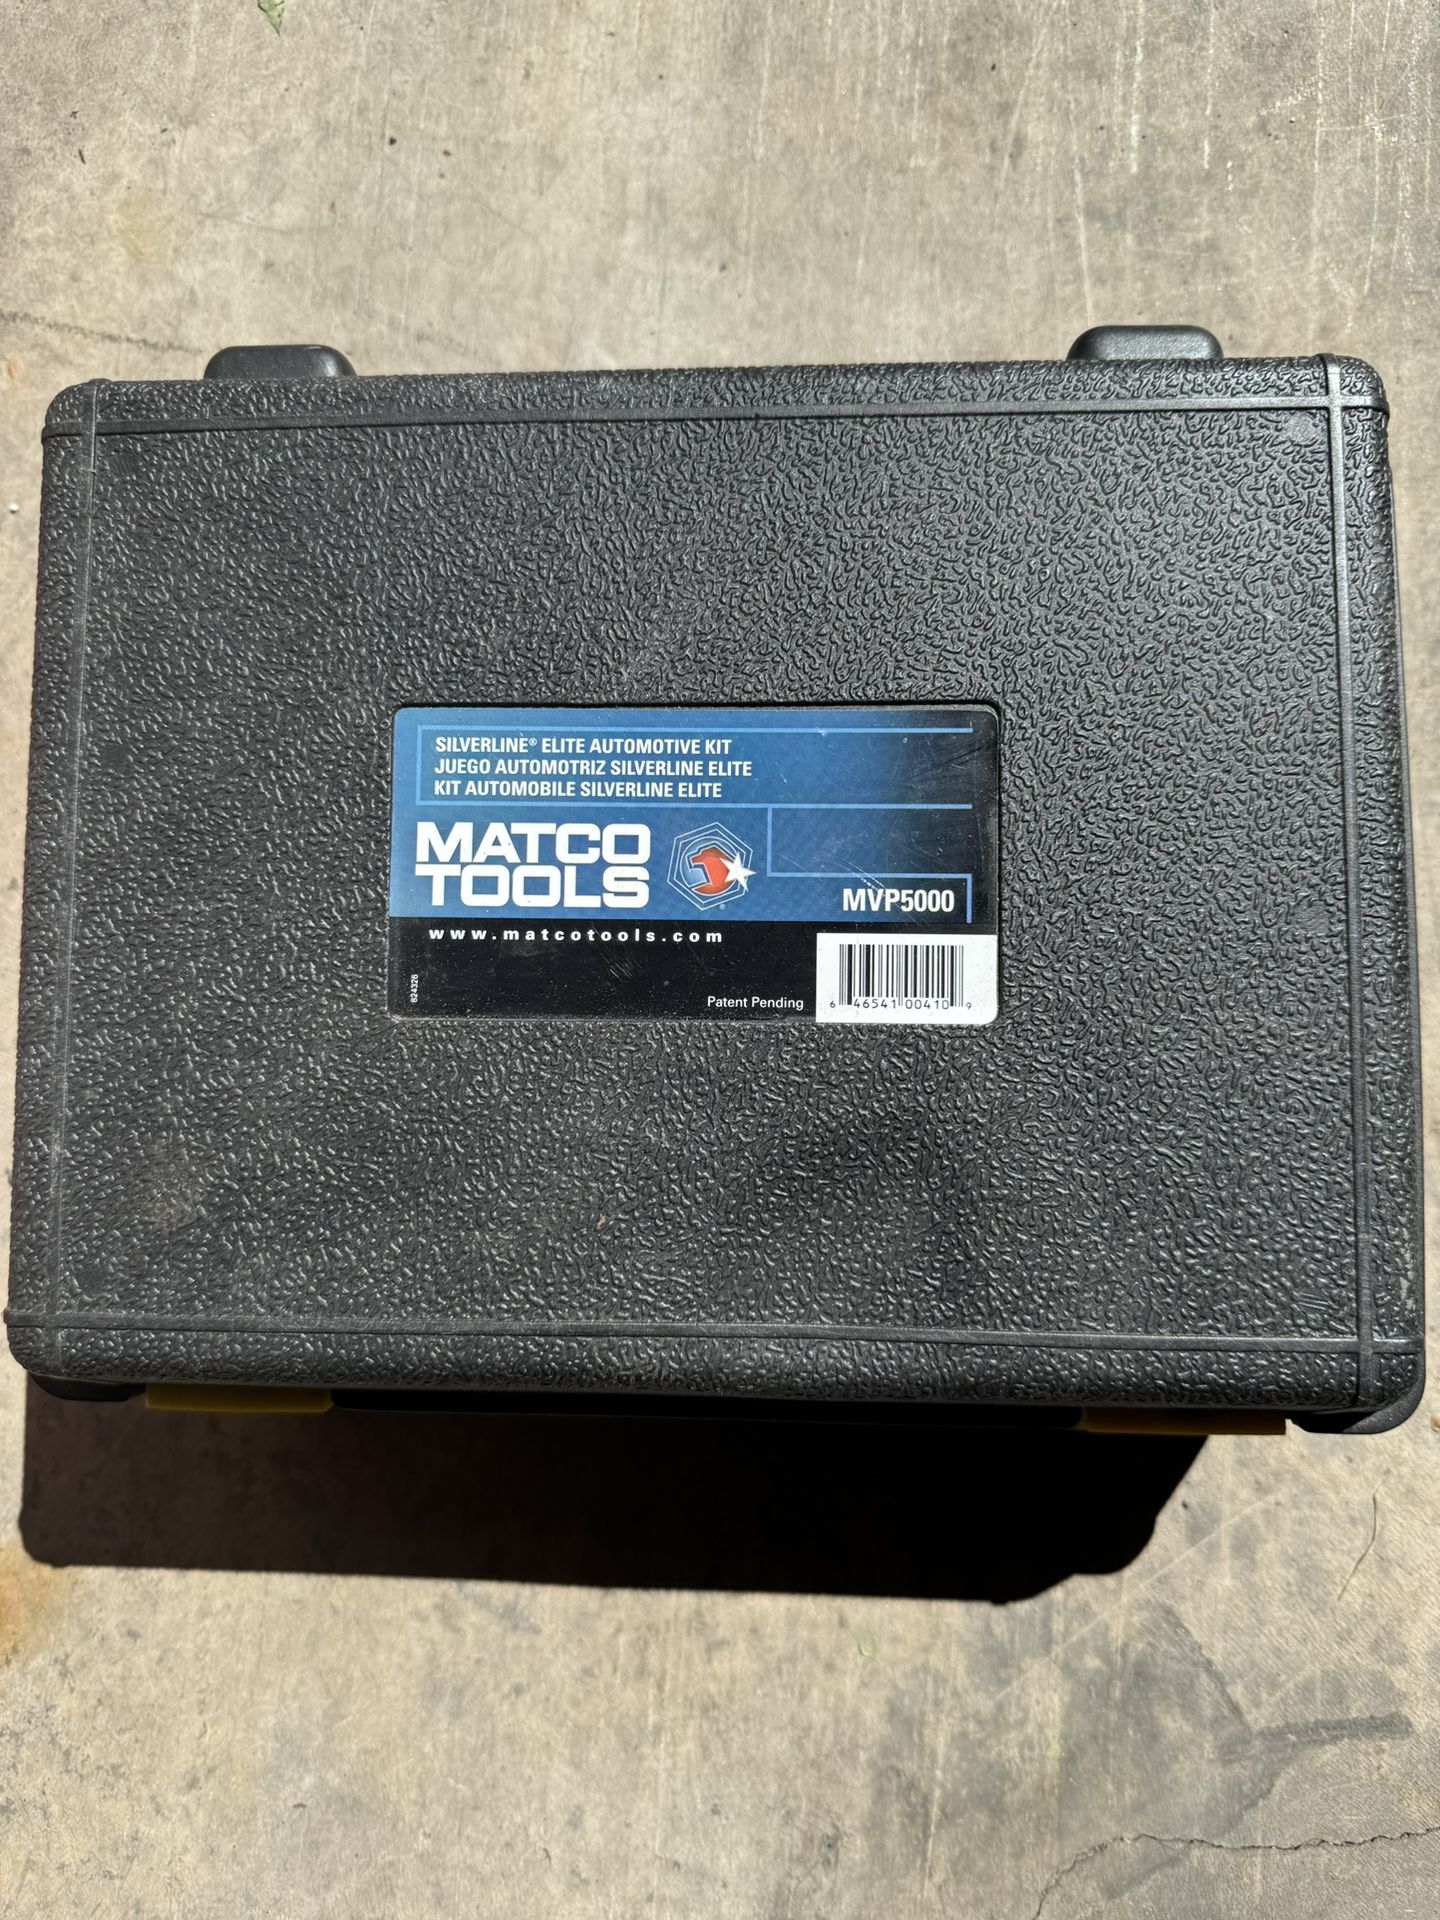 SILVERLINE® ELITE AUTOMOTIVE KIT
JUEGO AUTOMOTRIZ SILVERLINE ELITE
KIT AUTOMOBILE SILVERLINE ELITE
MATCO
TOOLS
®
MVP5000
www.matcotools.com
824326
Patent Pending
6 46541 00410 9